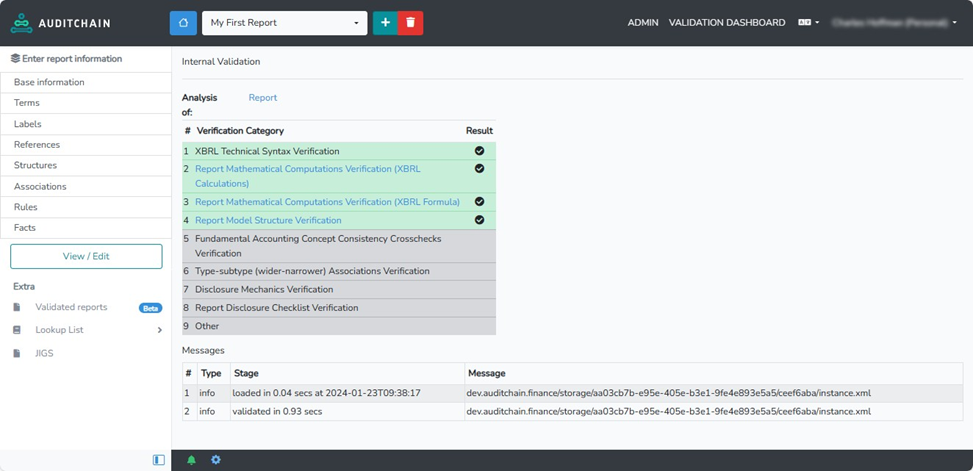 AUDITCHAIN
My First Report
ADMIN VALIDATION DASHBOARD
Enter report information
Base information
Terms
Labels
References
Structures
Associations
Rules
Facts
View / Edit
Extra
Validated reports Beta
Lookup List
JIGS
Internal Validation
Analysis of: Report
# Verification Category Result
1 XBRL Technical Syntax Verification
2 Report Mathematical Computations Verification (XBRL
Calculations)
3 Report Mathematical Computations Verification (XBRL Formula)
4 Report Model Structure Verification
5 Fundamental Accounting Concept Consistency Crosschecks
Verification
6 Type-subtype (wider-narrower) Associations Verification
7 Disclosure Mechanics Verification
8 Report Disclosure Checklist Verification
9 Other
Messages
# Type Stage Message
1 info loaded in 0.04 secs at 2024-01-23T09:38:17 dev.auditchain.finance/storage/aa03cb7b-e95e-405e-b3e1-9fe4e893e5a5/ceef6aba/instance.xml
2 info validated in 0.93 secs dev.auditchain.finance/storage/aa03cb7b-e95e-405e-b3e1-9fe4e893e5a5/ceef6aba/instance.xml